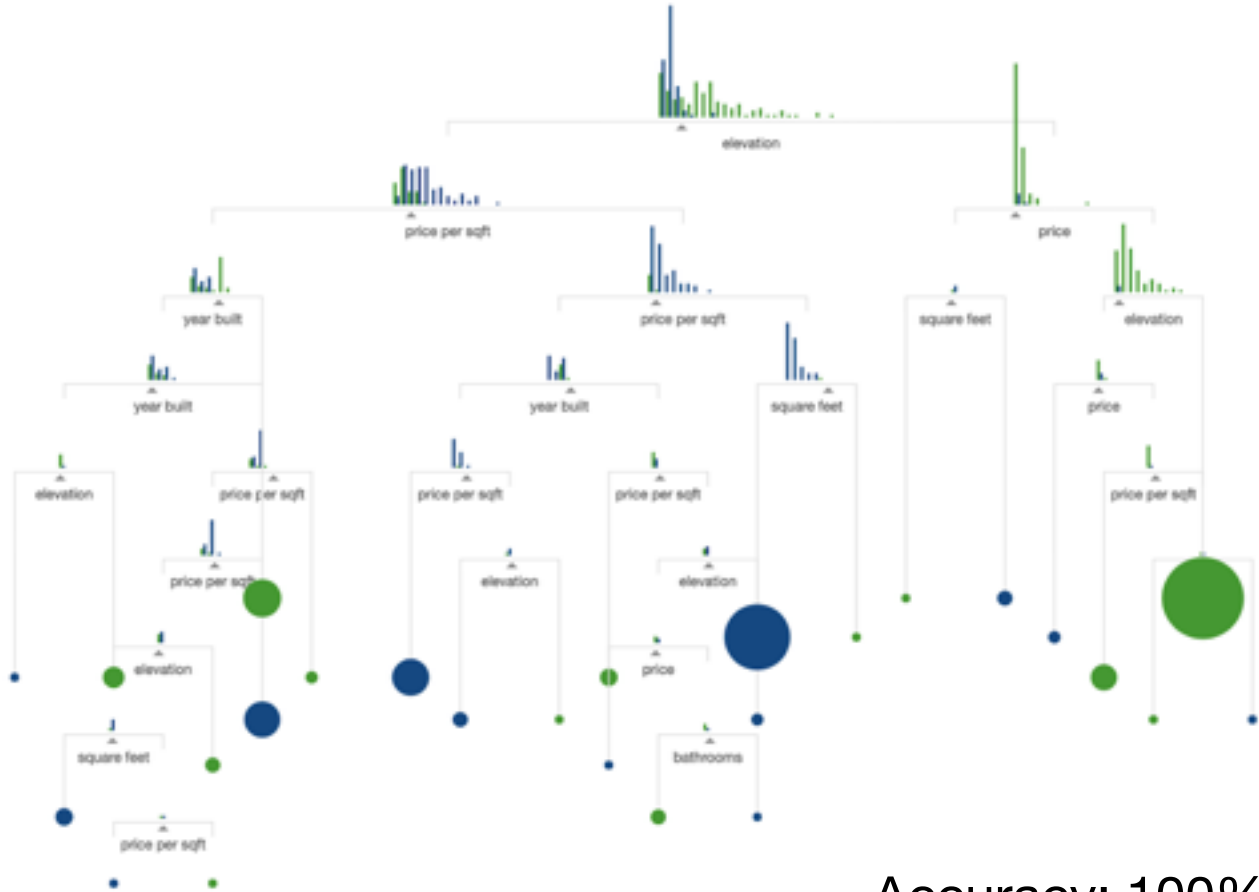 elevation
price per sqft
price
year built
price per sqft
square feet
elevation
year built
year built
square feet
price
elevation
price per sqft
price per sqft
price per sqft
price per sqft
price per sqft
elevation
elevation
elevation
price
square feet
bathrooms
price per sqft
Accuracy: 100%